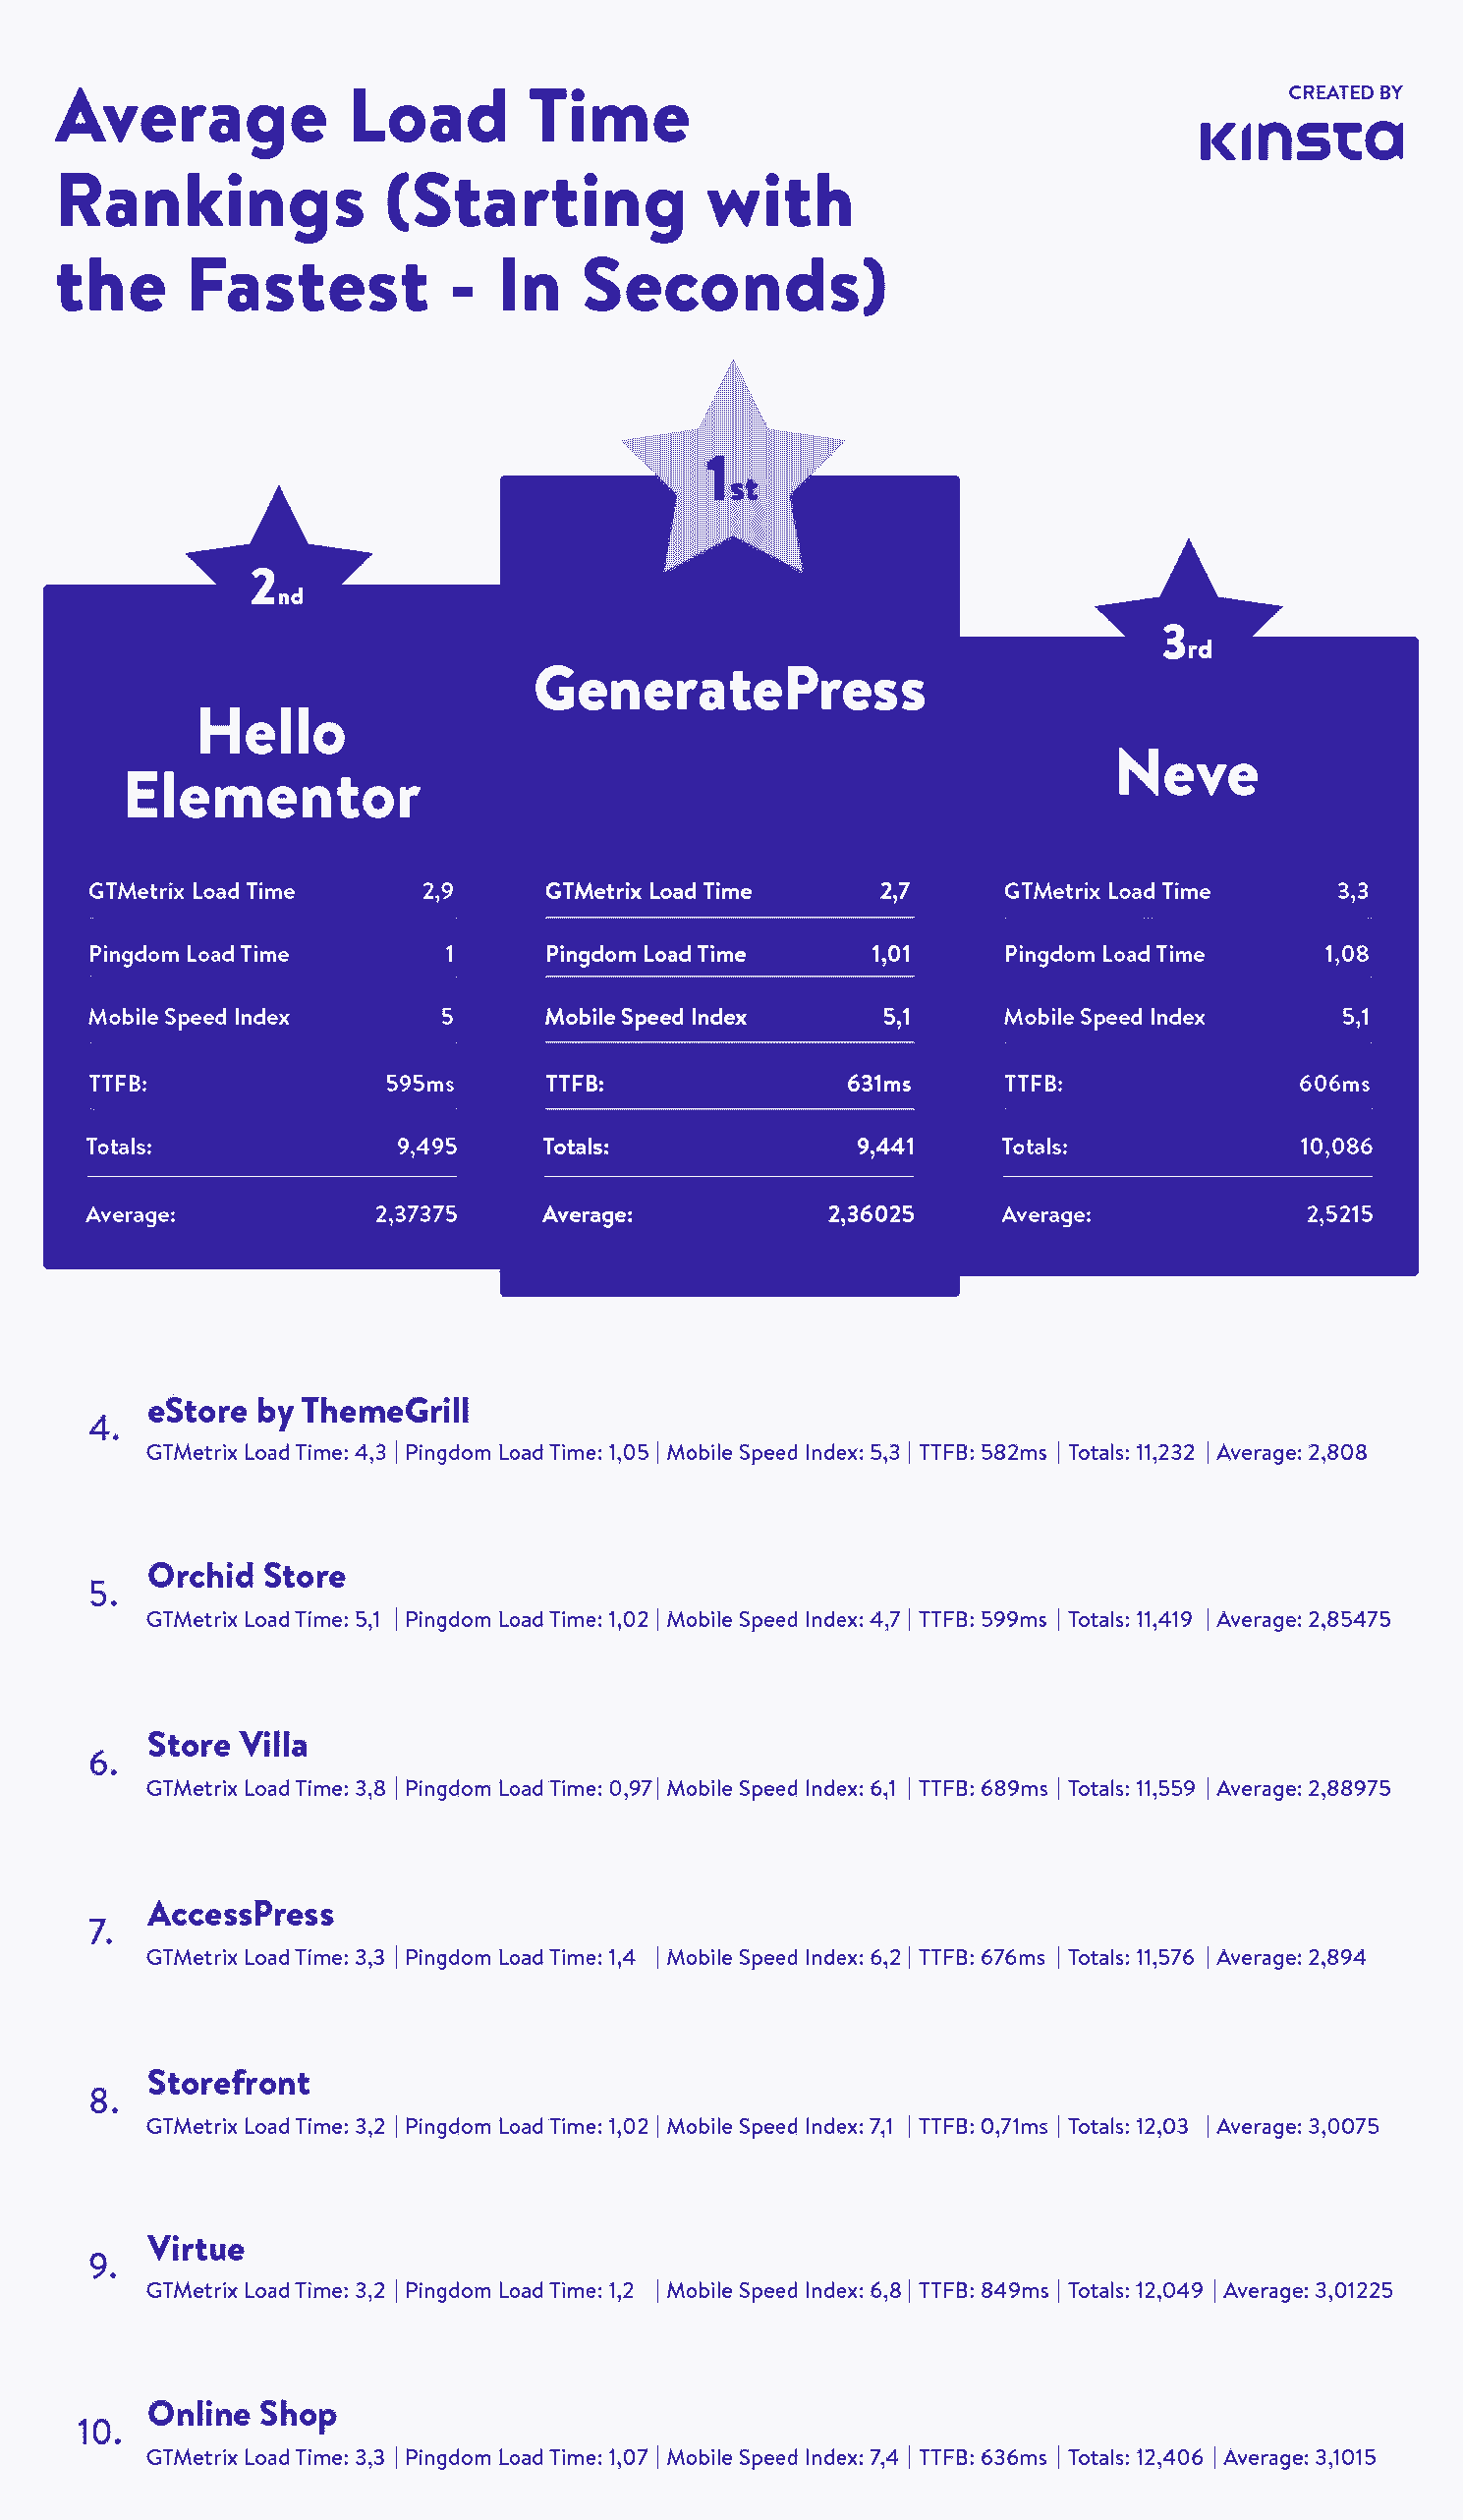 Average Load Time
Rankings (Starting with
the Fastest - In Seconds)
CREATED BY
Kinsta
1st
2nd
3rd
Hello
Elementor
GTMetrix Load Time 2,9
Pingdom Load Time 1
Mobile Speed Index 5
TTFB: 595ms
Totals: 9,495
Average: 2,37375
GeneratePress
GTMetrix Load Time 2,7
Pingdom Load Time 1,01
Mobile Speed Index 5,1
TTFB: 631ms
Totals: 9,441
Average: 2,36025
Neve
GTMetrix Load Time 3,3
Pingdom Load Time 1,08
Mobile Speed Index 5,1
TTFB: 606ms
Totals: 10,086
Average: 2,5215
4. eStore by ThemeGrill
GTMetrix Load Time: 4,3 | Pingdom Load Time: 1,05 | Mobile Speed Index: 5,3 | TTFB: 582ms | Totals: 11,232 | Average: 2,808
5. Orchid Store
GTMetrix Load Time: 5,1 | Pingdom Load Time: 1,02 | Mobile Speed Index: 4,7 | TTFB: 599ms | Totals: 11,419 | Average: 2,85475
6. Store Villa
GTMetrix Load Time: 3,8 | Pingdom Load Time: 0,97 | Mobile Speed Index: 6,1 | TTFB: 689ms | Totals: 11,559 | Average: 2,88975
7. AccessPress
GTMetrix Load Time: 3,3 | Pingdom Load Time: 1,4 | Mobile Speed Index: 6,2 | TTFB: 676ms | Totals: 11,576 | Average: 2,894
8. Storefront
GTMetrix Load Time: 3,2 | Pingdom Load Time: 1,02 | Mobile Speed Index: 7,1 | TTFB: 0,71ms | Totals: 12,03 | Average: 3,0075
9. Virtue
GTMetrix Load Time: 3,2 | Pingdom Load Time: 1,2 | Mobile Speed Index: 6,8 | TTFB: 849ms | Totals: 12,049 | Average: 3,01225
10. Online Shop
GTMetrix Load Time: 3,3 | Pingdom Load Time: 1,07 | Mobile Speed Index: 7,4 | TTFB: 636ms | Totals: 12,406 | Average: 3,1015